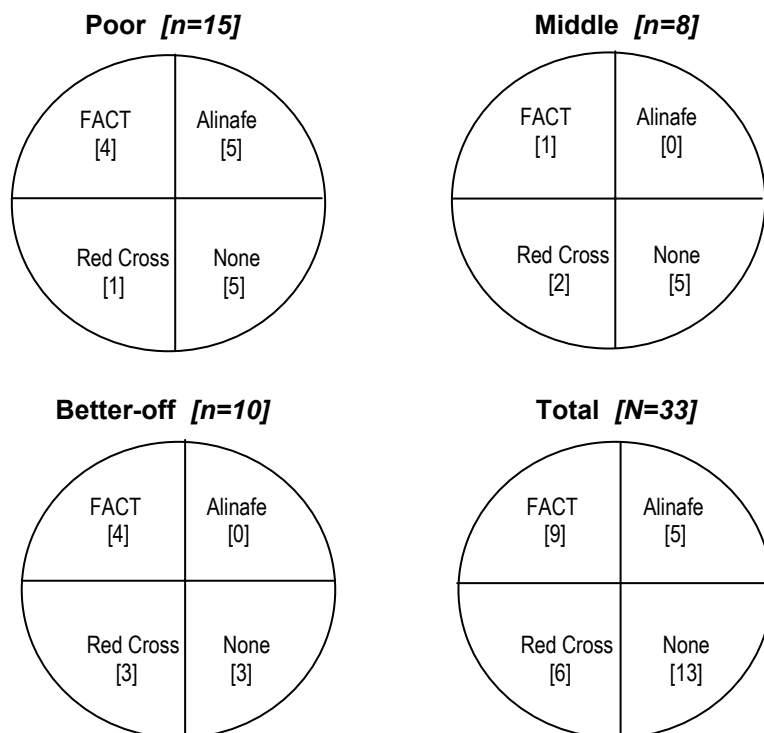 Poor [n=15]
FACT
[4]
Alinafe
[5]
Red Cross
[1]
None
[5]
Middle [n=8]
FACT
[1]
Alinafe
[0]
Red Cross
[2]
None
[5]
Better-off [n=10]
FACT
[4]
Alinafe
[0]
Red Cross
[3]
None
[3]
Total [N=33]
FACT
[9]
Alinafe
[5]
Red Cross
[6]
None
[13]